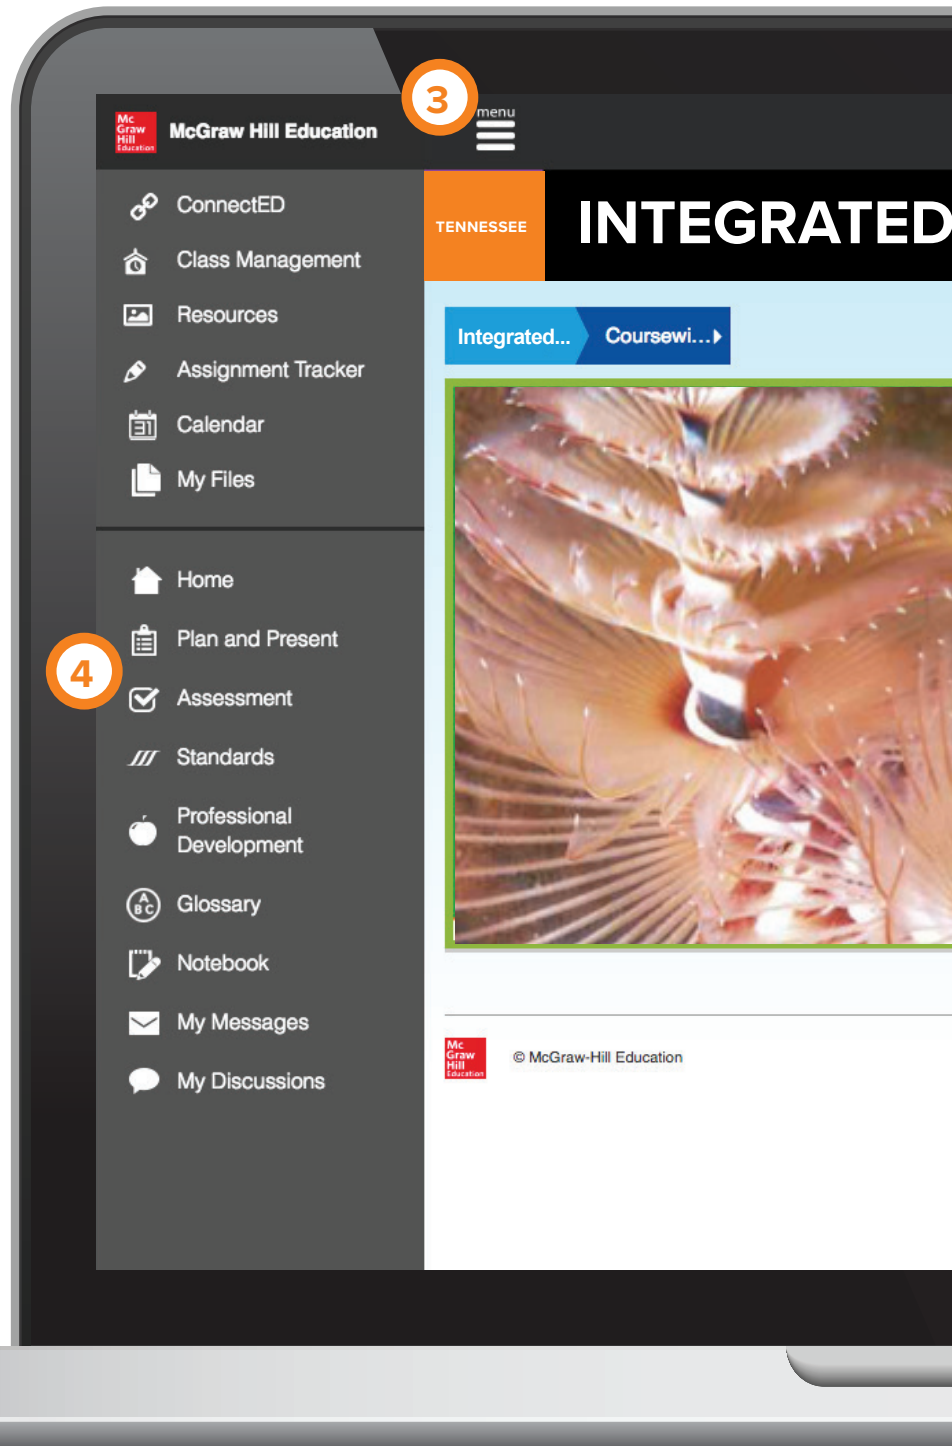 3
menu
Mc
Graw
Hill
Education
McGraw Hill Education
ConnectED
Class Management
Resources
Assignment Tracker
31
Calendar
My Files
Home
Plan and Present
4
Assessment
Standards
Professional
Development
A
B C
Glossary
Notebook
My Messages
My Discussions
TENNESSEE
INTEGRATED
Integrated...
Coursewi...
Mc
Graw
Hill
Education
© McGraw-Hill Education